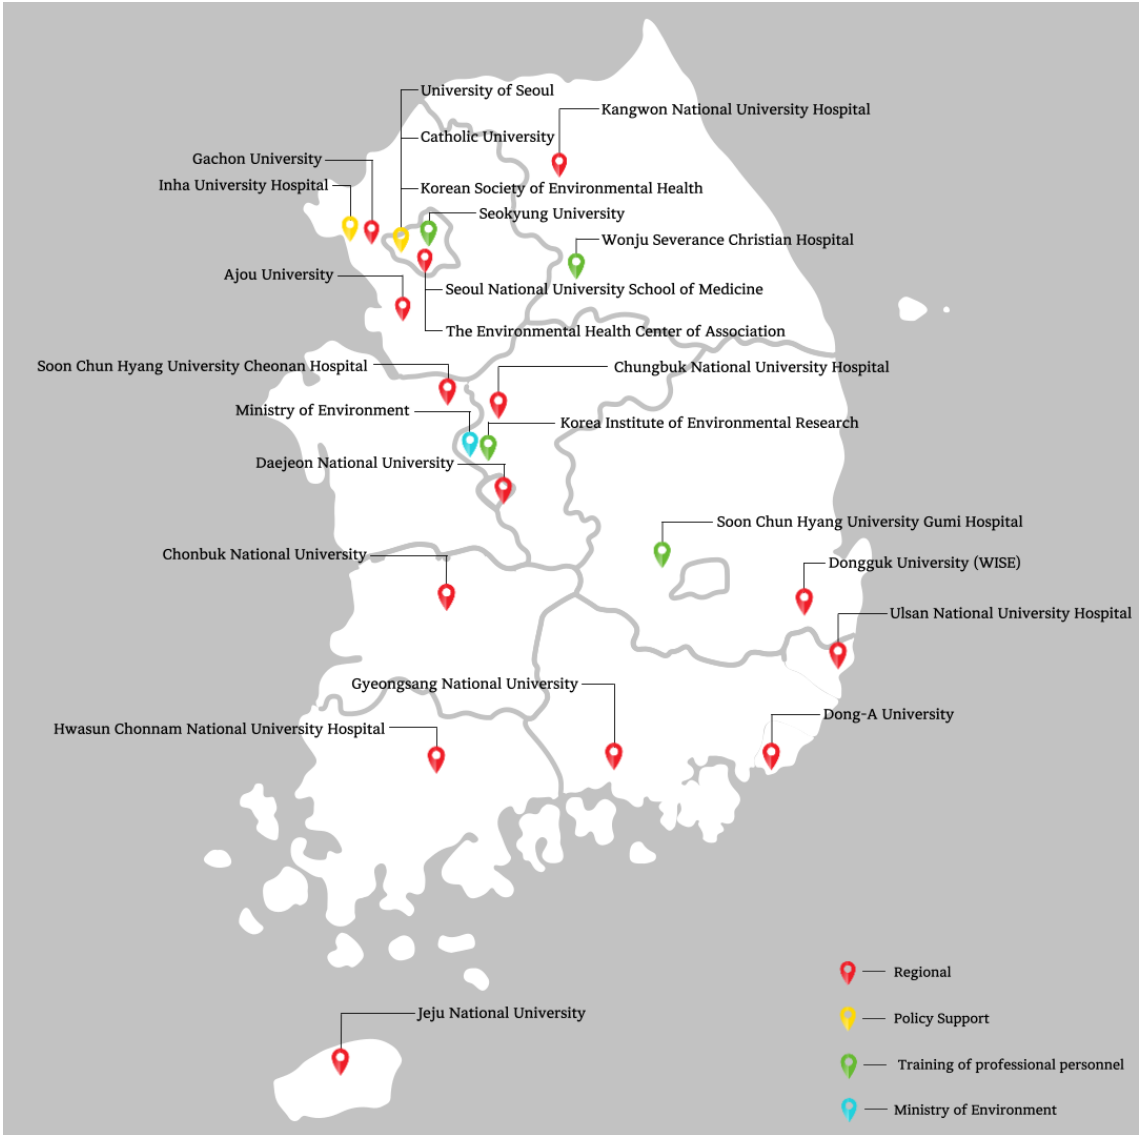 University of Seoul
Kangwon National University Hospital
Catholic University
Gachon University
Inha University Hospital
Korean Society of Environmental Health
Seokyung University
Wonju Severance Christian Hospital
Ajou University
Seoul National University School of Medicine
The Environmental Health Center of Association
Soon Chun Hyang University Cheonan Hospital
Chungbuk National University Hospital
Ministry of Environment
Korea Institute of Environmental Research
Daejeon National University
Soon Chun Hyang University Gumi Hospital
Chonbuk National University
Dongguk University (WISE)
Ulsan National University Hospital
Gyeongsang National University
Dong-A University
Hwasun Chonnam National University Hospital
Regional
Jeju National University
Policy Support
Training of professional personnel
Ministry of Environment